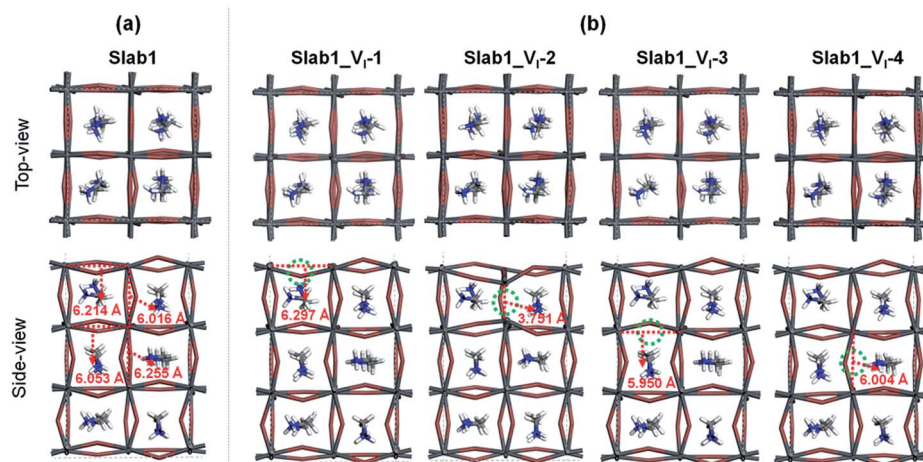 (a)
(b)
Slab1
Slab1_VI-1
Slab1_VI-2
Slab1_VI-3
Slab1_VI-4
Top-view
Side-view
6.214 Å
6.016 Å
6.053 Å
6.255 Å
6.297 Å
3.751 Å
5.950 Å
6.004 Å